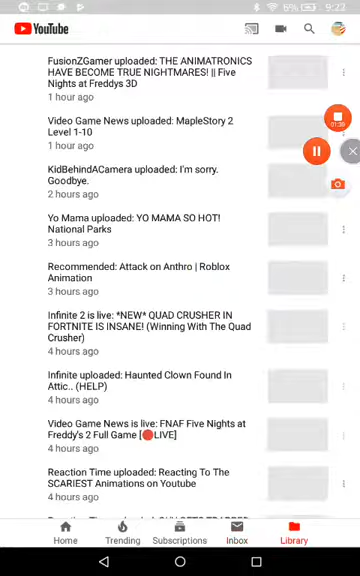 6%
9:22
YouTube
FusionZGamer uploaded: THE ANIMATRONICS
HAVE BECOME TRUE NIGHTMARES! || Five
Nights at Freddys 3D
1 hour ago
Video Game News uploaded: MapleStory 2
Level 1-10
1 hour ago
01:38
KidBehindACamera uploaded: I'm sorry.
Goodbye.
2 hours ago
Yo Mama uploaded: YO MAMA SO HOT!
National Parks
3 hours ago
Recommended: Attack on Anthro | Roblox
Animation
3 hours ago
Infinite 2 is live: *NEW* QUAD CRUSHER IN
FORTNITE IS INSANE! (Winning With The Quad
Crusher)
4 hours ago
Infinite uploaded: Haunted Clown Found In
Attic.. (HELP)
4 hours ago
Video Game News is live: FNAF Five Nights at
Freddy's 2 Full Game [🔴LIVE]
4 hours ago
Reaction Time uploaded: Reacting To The
SCARIEST Animations on Youtube
4 hours ago
Home
Trending
Subscriptions
Inbox
Library